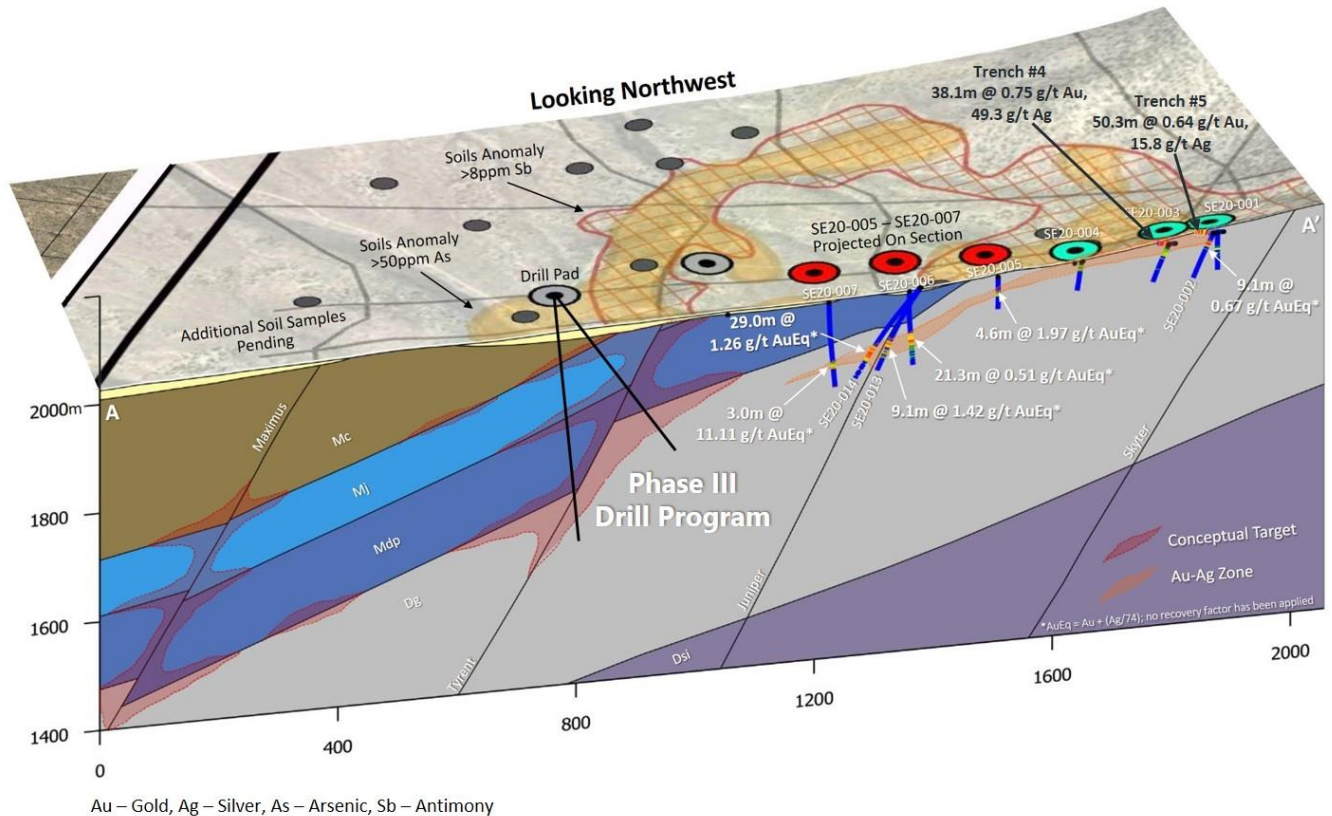 Looking Northwest
Trench #4
38.1m @ 0.75 g/t Au,
49.3 g/t Ag
Trench #5
50.3m @ 0.64 g/t Au,
15.8 g/t Ag
Soils Anomaly
>8ppm Sb
Soils Anomaly
>50ppm As
Drill Pad
SE20-005 – SE20-007
Projected On Section
SE20-003
SE20-001
SE20-004
SE20-005
SE20-006
SE20-007
A'
Additional Soil Samples
Pending
29.0m @
1.26 g/t AuEq*
4.6m @ 1.97 g/t AuEq*
SE20-002
9.1m @
0.67 g/t AuEq*
21.3m @ 0.51 g/t AuEq*
3.0m @
11.11 g/t AuEq*
SE20-014
SE20-013
9.1m @ 1.42 g/t AuEq*
2000m
A
Maximus
Mc
Mj
Mdp
Dg
Phase III
Drill Program
Skyter
Juniper
Tyrent
Dsi
Conceptual Target
Au-Ag Zone
*AuEq = Au + (Ag/74); no recovery factor has been applied
1800
1600
1400
0
400
800
1200
1600
2000
Au – Gold, Ag – Silver, As – Arsenic, Sb – Antimony